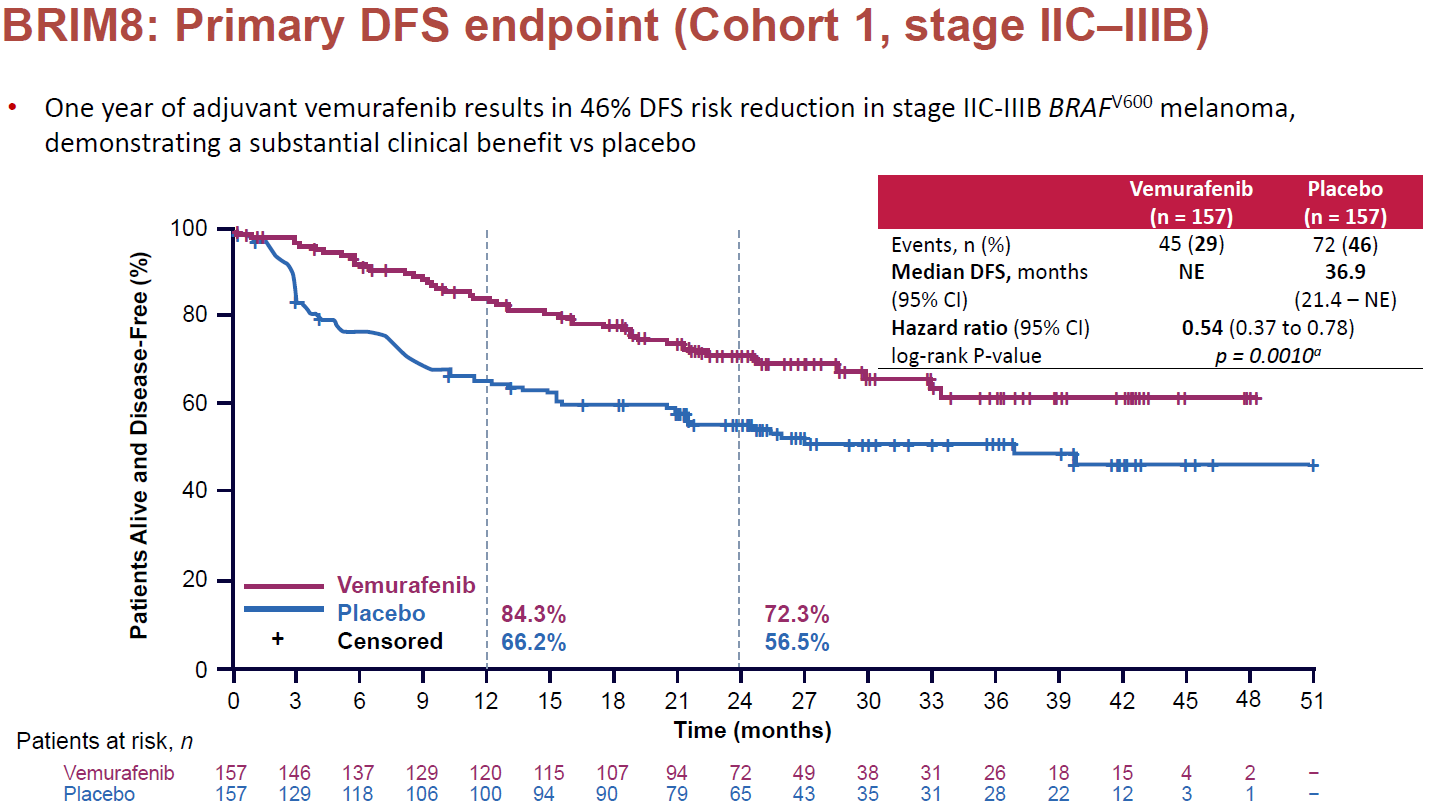 BRIM8: Primary DFS endpoint (Cohort 1, stage IIC–IIIB)
• One year of adjuvant vemurafenib results in 46% DFS risk reduction in stage IIC-IIIB BRAFV600 melanoma,
demonstrating a substantial clinical benefit vs placebo
Vemurafenib Placebo
(n = 157) (n = 157)
Events, n (%) 45 (29) 72 (46)
Median DFS, months NE 36.9
(95% CI) (21.4 – NE)
Hazard ratio (95% CI) 0.54 (0.37 to 0.78)
log-rank P-value p = 0.0010a
Patients Alive and Disease-Free (%)
100
80
60
40
20
0
Vemurafenib 84.3% 72.3%
Placebo 66.2% 56.5%
+ Censored
0 3 6 9 12 15 18 21 24 27 30 33 36 39 42 45 48 51
Time (months)
Patients at risk, n
Vemurafenib 157 146 137 129 120 115 107 94 72 49 38 31 26 18 15 4 2 –
Placebo 157 129 118 106 100 94 90 79 65 43 35 31 28 22 12 3 1 –